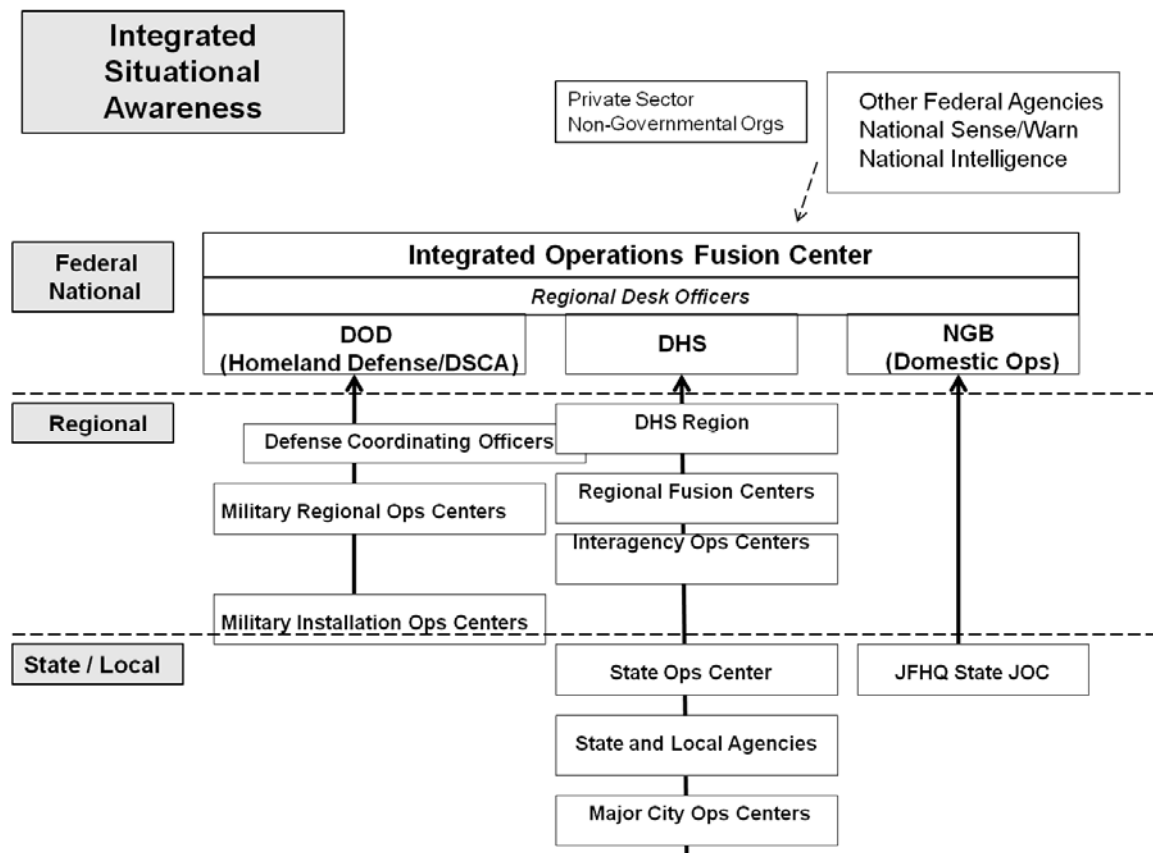 Integrated
Situational
Awareness
Private Sector
Non-Governmental Orgs
Other Federal Agencies
National Sense/Warn
National Intelligence
Federal
National
Integrated Operations Fusion Center
Regional Desk Officers
DOD
(Homeland Defense/DSCA)
DHS
NGB
(Domestic Ops)
Regional
Defense Coordinating Officers
DHS Region
Military Regional Ops Centers
Regional Fusion Centers
Interagency Ops Centers
Military Installation Ops Centers
State / Local
State Ops Center
JFHQ State JOC
State and Local Agencies
Major City Ops Centers